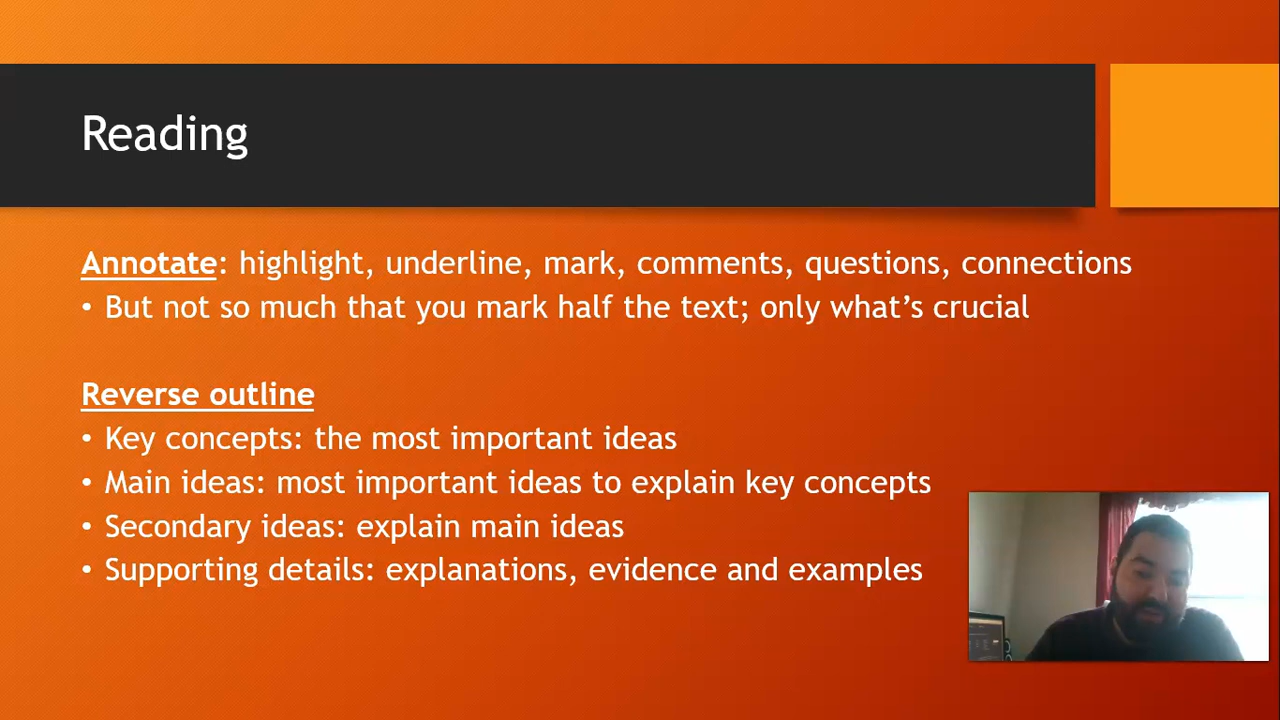 Reading
Annotate: highlight, underline, mark, comments, questions, connections
• But not so much that you mark half the text; only what’s crucial
Reverse outline
• Key concepts: the most important ideas
• Main ideas: most important ideas to explain key concepts
• Secondary ideas: explain main ideas
• Supporting details: explanations, evidence and examples